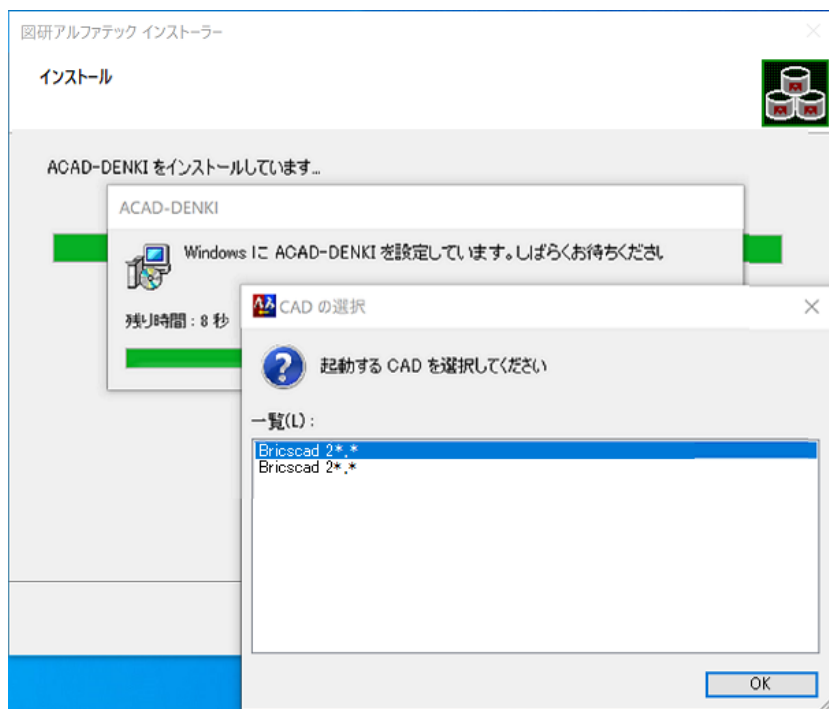 図研アルファテック インストーラー
インストール
ACAD-DENKI をインストールしています...
ACAD-DENKI
Windows に ACAD-DENKI を設定しています。しばらくお待ちくださ
残り時間 : 8 秒
CAD の選択
起動する CAD を選択してください
一覧(L) :
Bricscad 2*.*
Bricscad 2*.*
OK